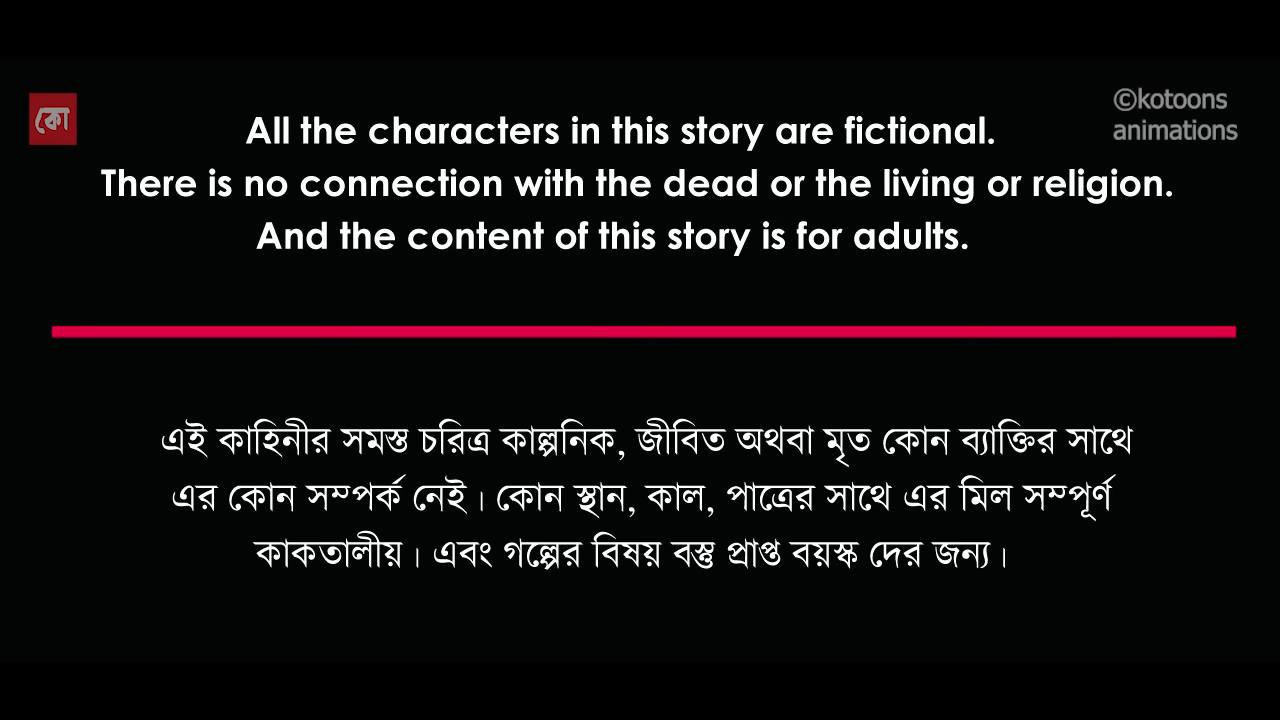 কো
©kotoons
animations
All the characters in this story are fictional.
There is no connection with the dead or the living or religion.
And the content of this story is for adults.
এই কাহিনীর সমস্ত চরিত্র কাল্পনিক, জীবিত অথবা মৃত কোন ব্যাক্তির সাথে
এর কোন সম্পর্ক নেই। কোন স্থান, কাল, পাত্রের সাথে এর মিল সম্পূর্ণ
কাকতালীয়। এবং গল্পের বিষয় বস্তু প্রাপ্ত বয়স্ক দের জন্য।